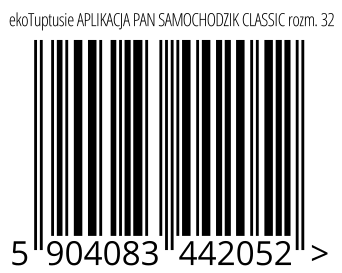 ekoTuptusie APLIKACJA PAN SAMOCHODZIK CLASSIC rozm. 32
5 904083 442052 >